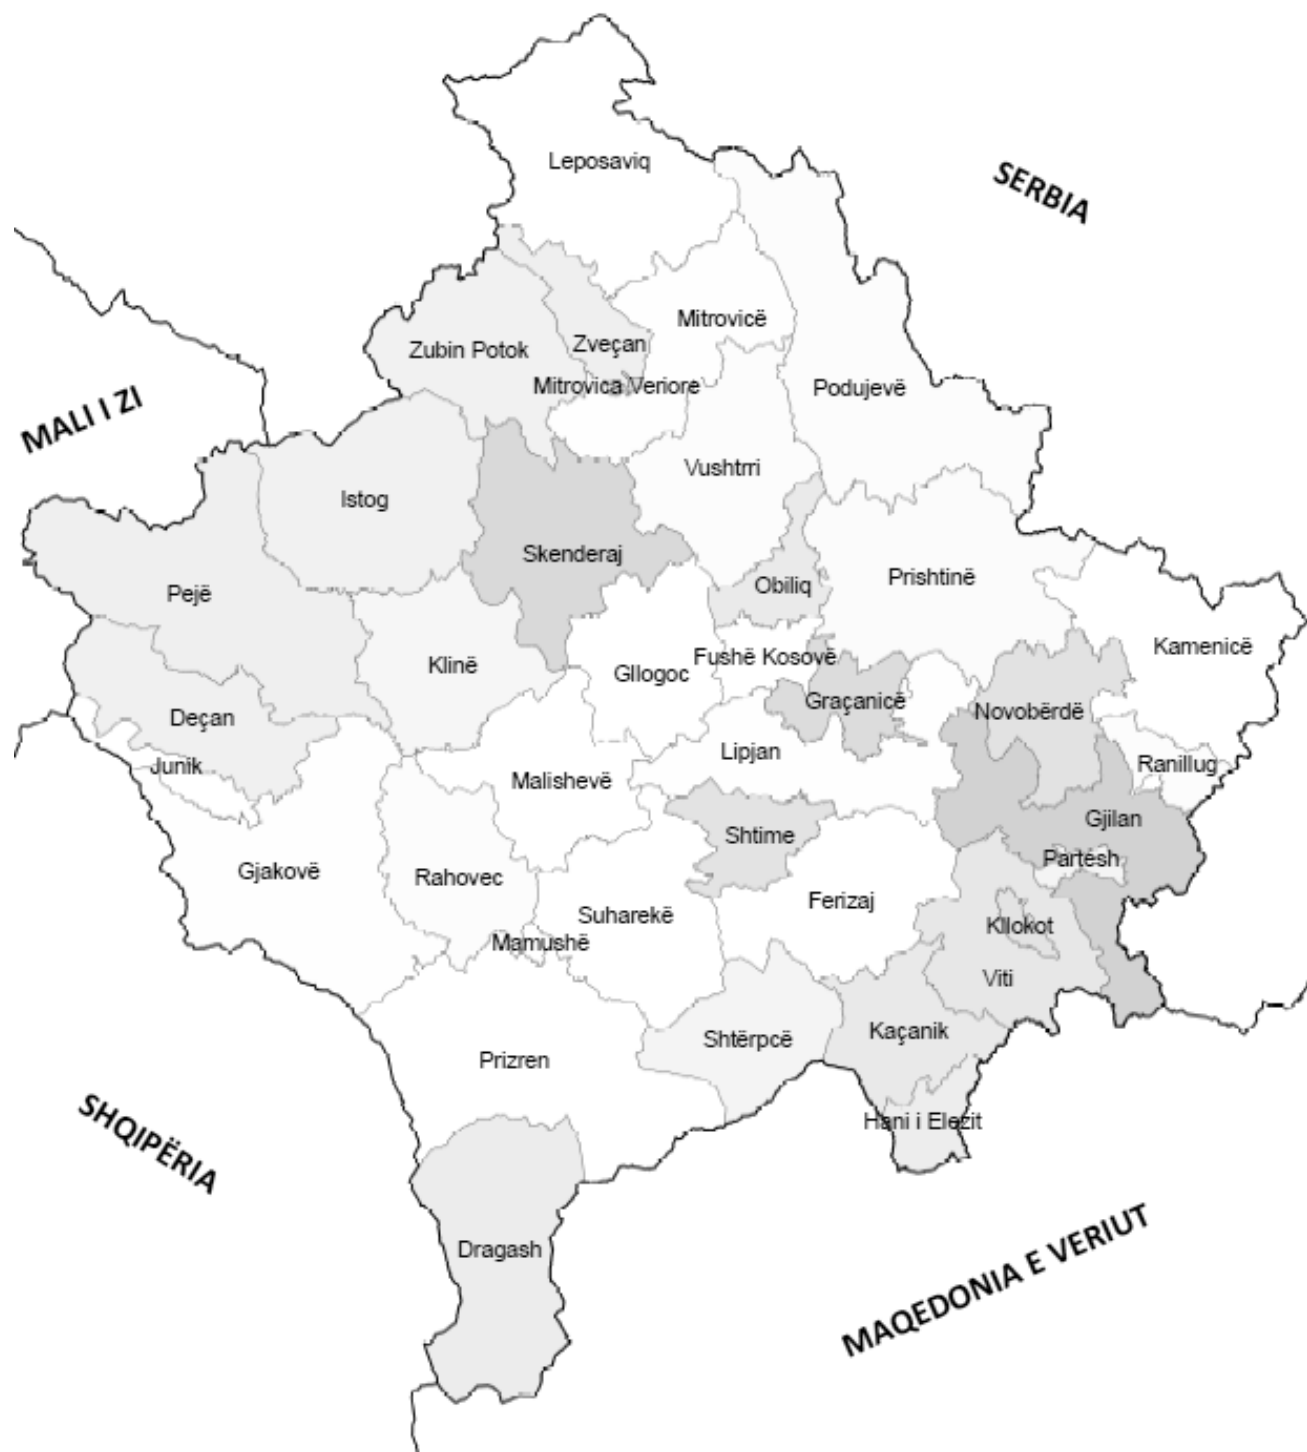 Leposaviq
SERBIA
Mitrovicë
Zveçan
Zubin Potok
Mitrovica Veriore
Podujevë
MALI I ZI
Vushtrri
Istog
Skenderaj
Prishtinë
Obiliq
Pejë
Kamenicë
Fushë Kosovë
Klinë
Gllogoc
Graçanicë
Novobërdë
Deçan
Lipjan
Ranillug
Junik
Malishevë
Gjilan
Shtime
Partesh
Gjakovë
Rahovec
Ferizaj
Suharekë
Kllokot
Mamushë
Viti
Kaçanik
Shtërpcë
Prizren
Hani i Elezit
SHQIPËRIA
Dragash
MAQEDONIA E VERIUT